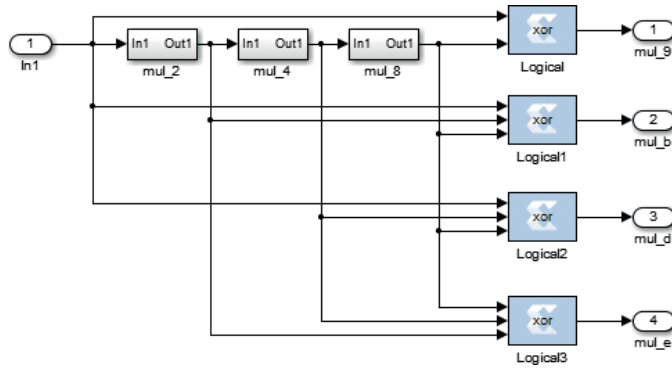 xor
1
mul_9
Logical
1
In1
In1 Out1
mul_2
In1 Out1
mul_4
In1 Out1
mul_8
xor
2
mul_b
Logical1
xor
3
mul_d
Logical2
xor
4
mul_e
Logical3